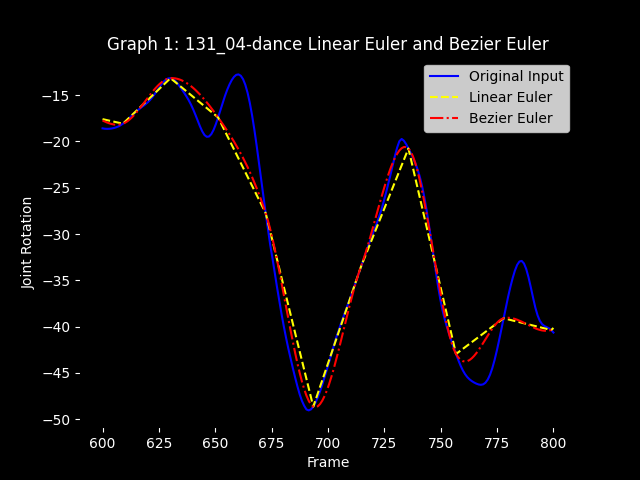 Graph 1: 131_04-dance Linear Euler and Bezier Euler
Original Input
Linear Euler
Bezier Euler
Joint Rotation
−15
−20
−25
−30
−35
−40
−45
−50
600 625 650 675 700 725 750 775 800
Frame